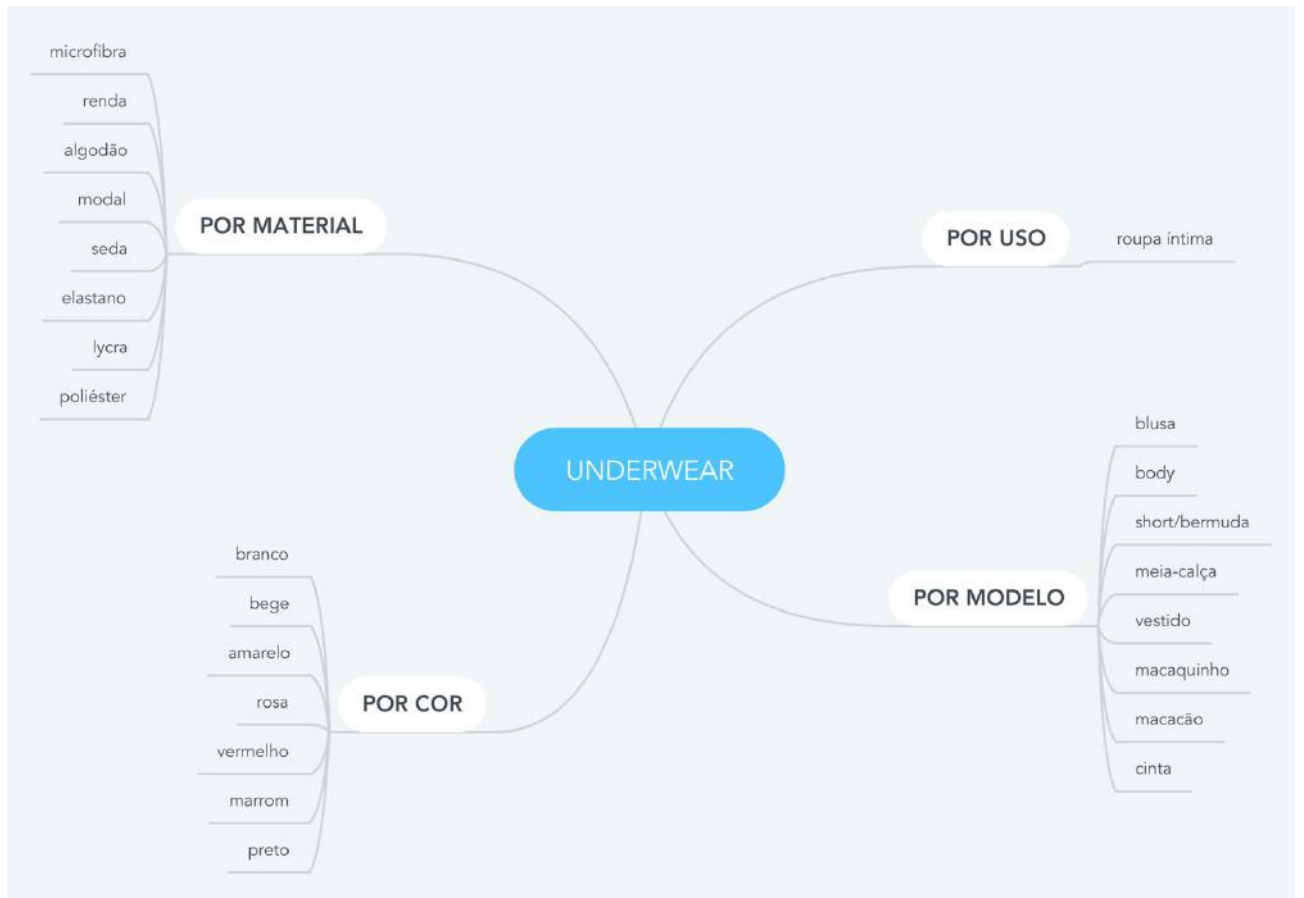 microfibra
renda
algodão
modal
seda
elastano
lycra
poliéster
POR MATERIAL
POR USO
roupa íntima
UNDERWEAR
blusa
body
short/bermuda
meia-calça
vestido
macaquinho
macacão
cinta
POR MODELO
branco
bege
amarelo
rosa
vermelho
marrom
preto
POR COR